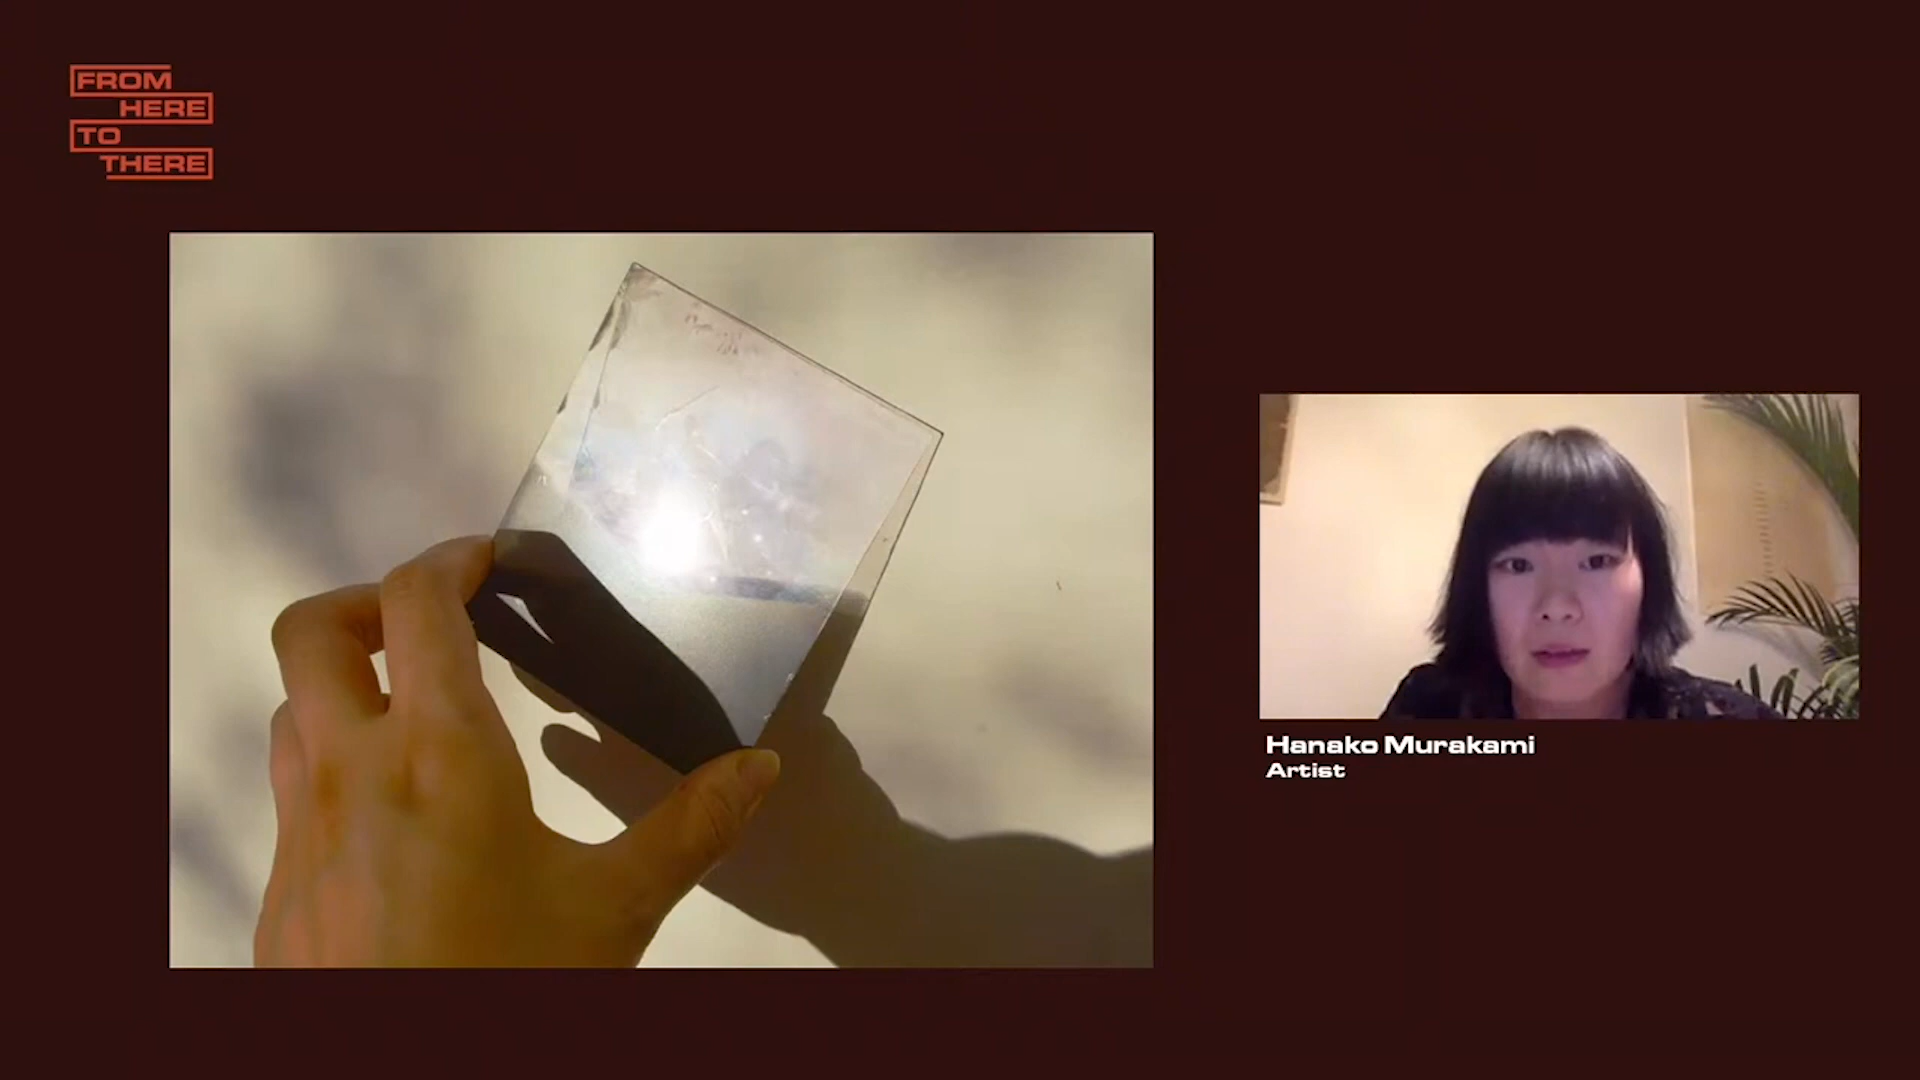 FROM
HERE
TO
THERE
Hanako Murakami
Artist